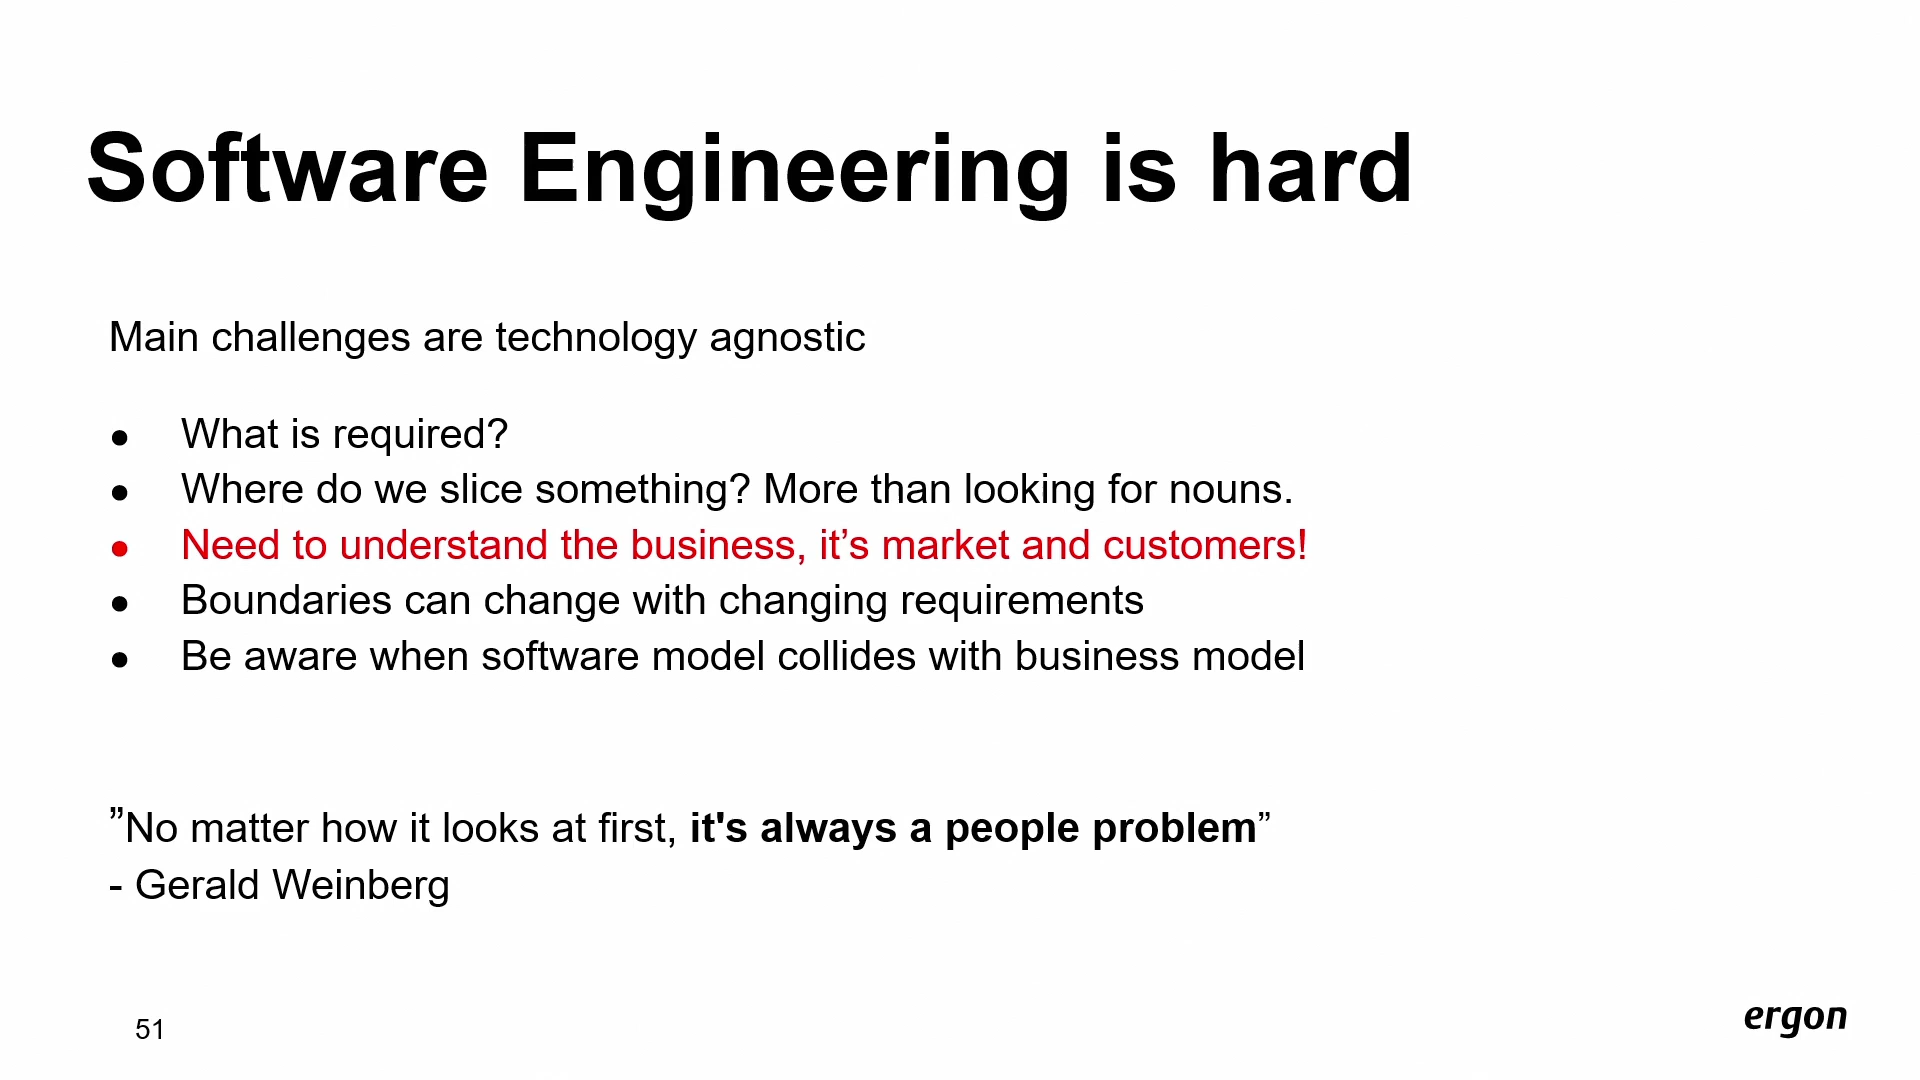 Software Engineering is hard
Main challenges are technology agnostic
● What is required?
● Where do we slice something? More than looking for nouns.
● Need to understand the business, it’s market and customers!
● Boundaries can change with changing requirements
● Be aware when software model collides with business model
”No matter how it looks at first, it's always a people problem”
- Gerald Weinberg
51
ergon